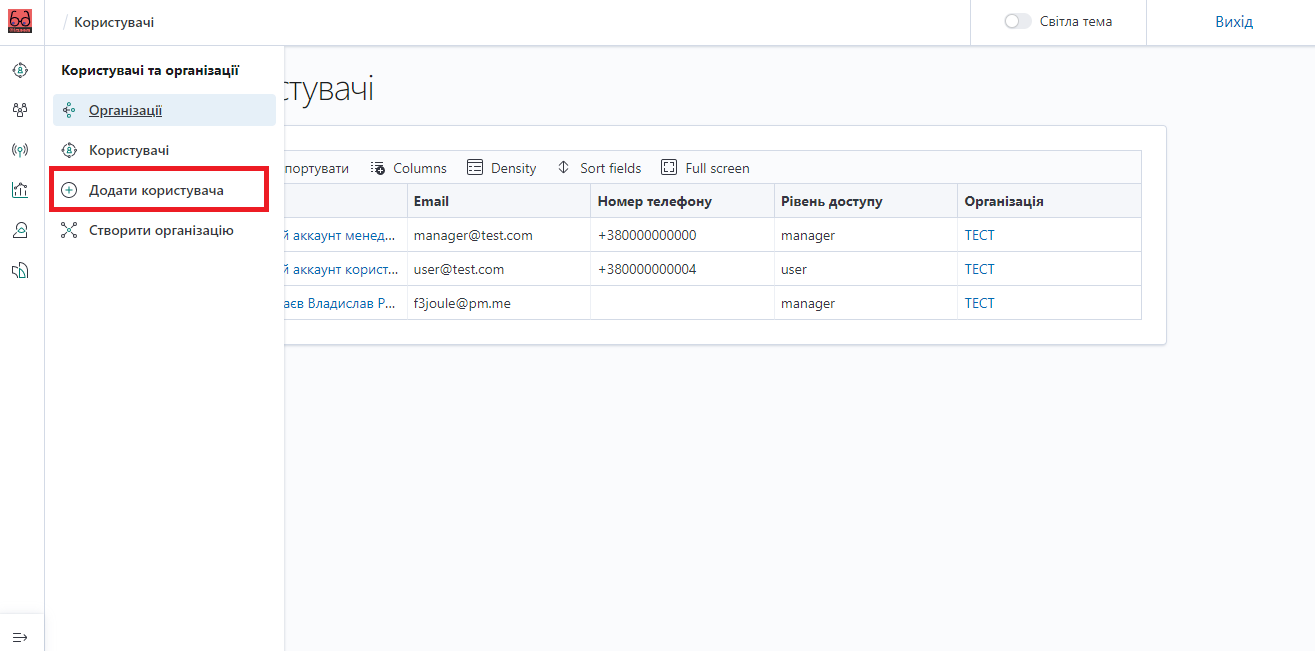 / Користувачі
Світла тема
Вихід
Користувачі та організації
Організації
Користувачі
Додати користувача
Створити організацію
стувачі
портувати Columns Density Sort fields Full screen
Email Номер телефону Рівень доступу Організація
й аккаунт менед... manager@test.com +380000000000 manager ТЕСТ
й аккаунт корист... user@test.com +380000000004 user ТЕСТ
аєв Владислав Р... f3joule@pm.me manager ТЕСТ